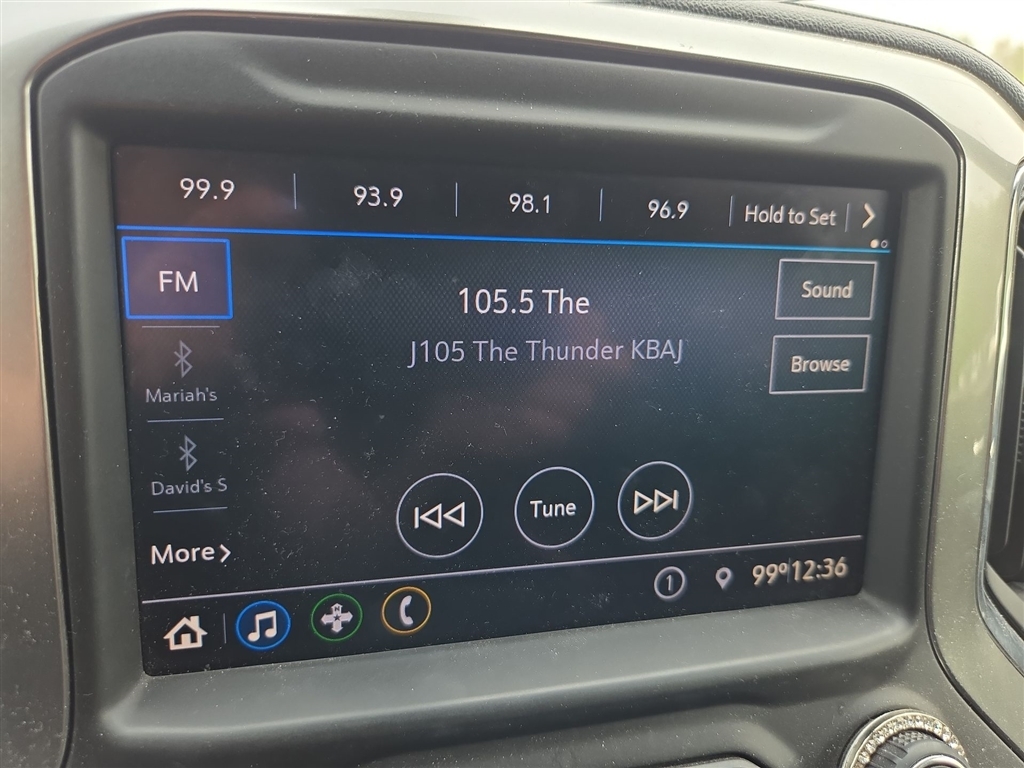 99.9 93.9 98.1 96.9 Hold to Set
FM
Sound
105.5 The
J105 The Thunder KBAJ
Browse
Mariah's
David's S
Tune
More
1 99° 12:36
N